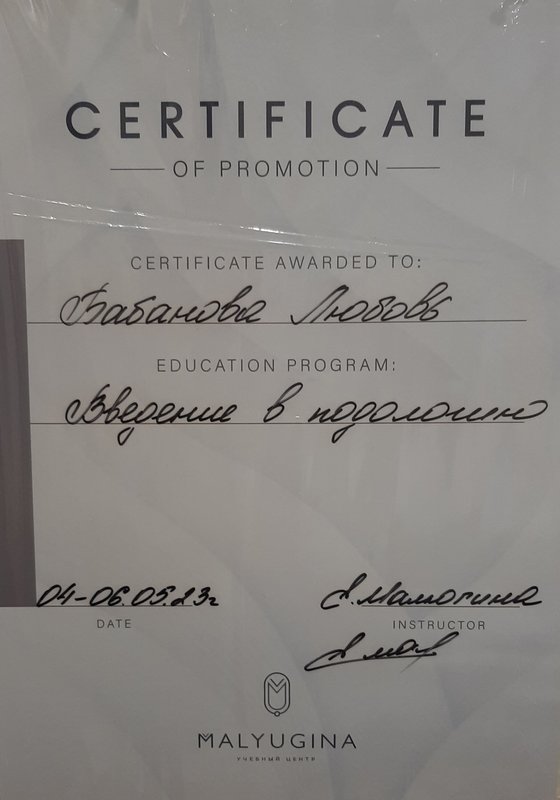 CERTIFICATE
OF PROMOTION
CERTIFICATE AWARDED TO:
Бабанова Любовь
EDUCATION PROGRAM:
Введение в подологию
04-06.05.23г
DATE
INSTRUCTOR
MALYUGINA
УЧЕБНЫЙ ЦЕНТР